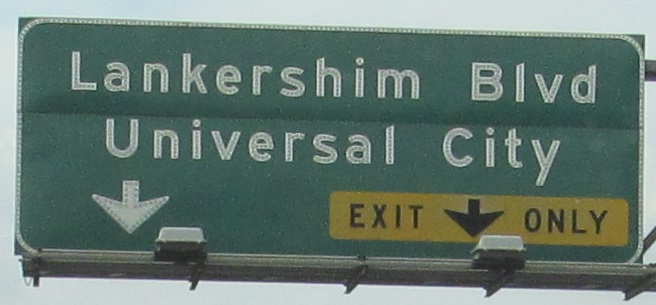 Lankershim Blvd
Universal City
EXIT ONLY